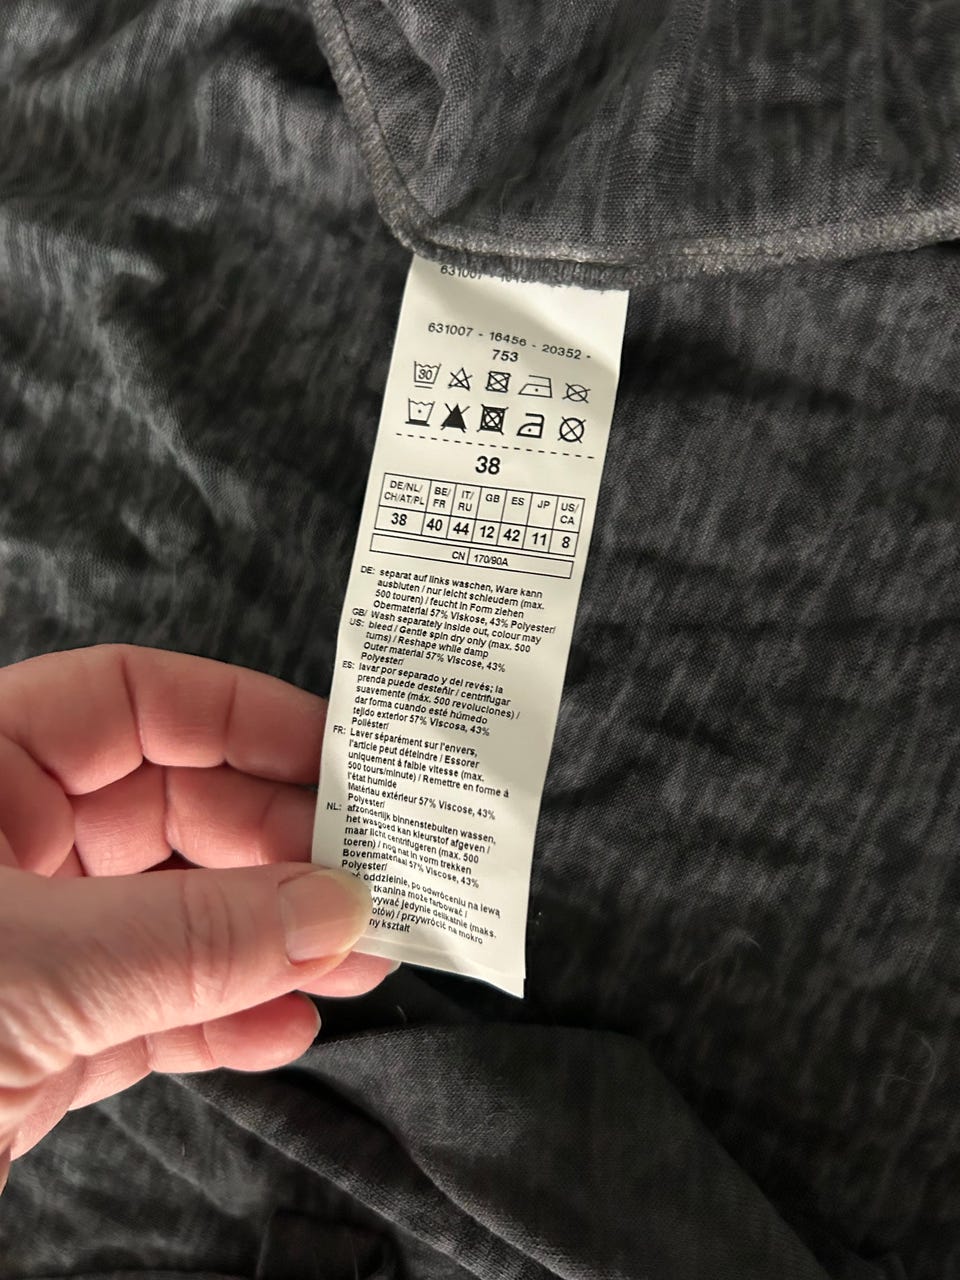 631007
631007 - 16456 - 20352 -
753
30
38
DE/NL/ CH/AT/PL BE/ FR IT/ RU GB ES JP US/ CA
38 40 44 12 42 11 8
CN 170/90A
DE: separat auf links waschen, Ware kann
ausbluten / nur leicht schleudern (max.
500 touren) / feucht in Form ziehen
Obermaterial 57% Viskose, 43% Polyester/
GB/ Wash separately inside out, colour may
US: bleed / Gentle spin dry only (max. 500
turns) / Reshape while damp
Outer material 57% Viscose, 43%
Polyester/
ES: lavar por separado y del revés; la
prenda puede desteñir / centrifugar
suavemente (máx. 500 revoluciones) /
dar forma cuando esté húmedo
tejido exterior 57% Viscosa, 43%
Poliéster/
FR: Laver séparément sur l'envers,
l'article peut déteindre / Essorer
uniquement à faible vitesse (max.
500 tours/minute) / Remettre en forme à
l'état humide
Matériau extérieur 57% Viscose, 43%
Polyester/
NL: afzonderlijk binnenstebuiten wassen,
het wasgoed kan kleurstof afgeven /
maar licht centrifugeren (max. 500
toeren) / nog nat in vorm trekken
Bovenmateriaal 57% Viscose, 43%
Polyester/
oddzielnie, po odwróceniu na lewą
tkanina może farbować /
jedynie delikatnie (maks.
/ przywrócić na mokro
kształt